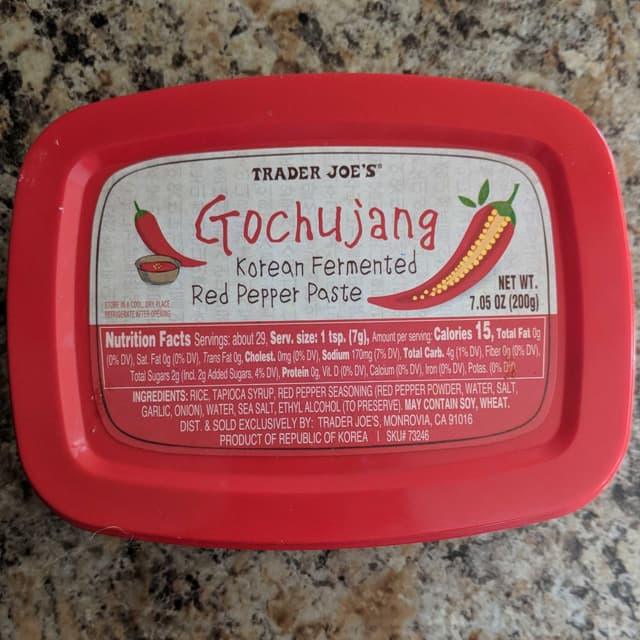 TRADER JOE'S®
Gochujang
Korean Fermented
Red Pepper Paste
NET WT.
7.05 OZ (200g)
STORE IN A COOL, DRY PLACE.
REFRIGERATE AFTER OPENING
Nutrition Facts Servings: about 29, Serv. size: 1 tsp. (7g), Amount per serving: Calories 15, Total Fat 0g
(0% DV), Sat. Fat 0g (0% DV), Trans Fat 0g, Cholest. 0mg (0% DV), Sodium 170mg (7% DV), Total Carb. 4g (1% DV), Fiber 0g (0% DV),
Total Sugars 2g (Incl. 2g Added Sugars, 4% DV), Protein 0g, Vit. D (0% DV), Calcium (0% DV), Iron (0% DV), Potas. (0% DV)
INGREDIENTS: RICE, TAPIOCA SYRUP, RED PEPPER SEASONING (RED PEPPER POWDER, WATER, SALT,
GARLIC, ONION), WATER, SEA SALT, ETHYL ALCOHOL (TO PRESERVE). MAY CONTAIN SOY, WHEAT.
DIST. & SOLD EXCLUSIVELY BY: TRADER JOE'S, MONROVIA, CA 91016
PRODUCT OF REPUBLIC OF KOREA | SKU# 73246